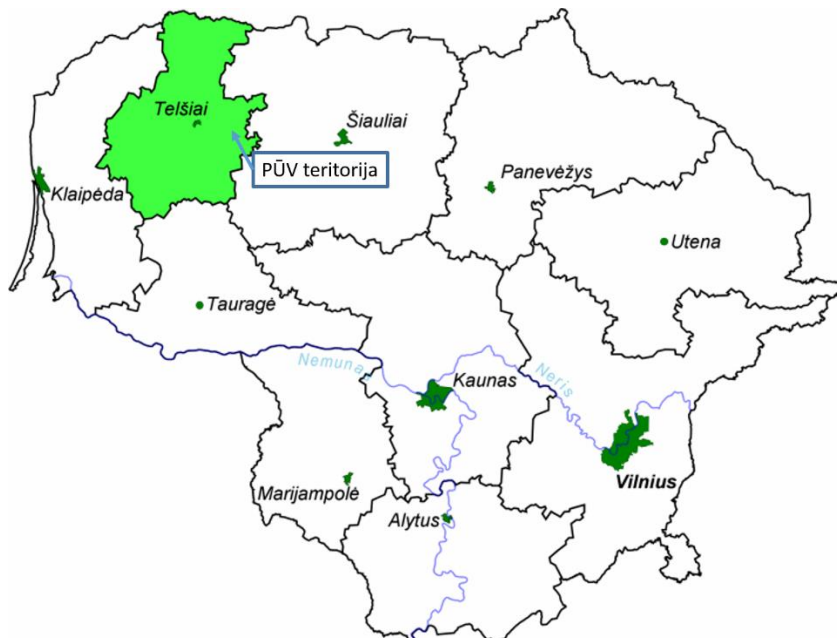 Telšiai
Šiauliai
PŪV teritorija
Panevėžys
Klaipėda
Utena
Tauragė
Nemunas
Neris
Kaunas
Marijampolė
Vilnius
Alytus